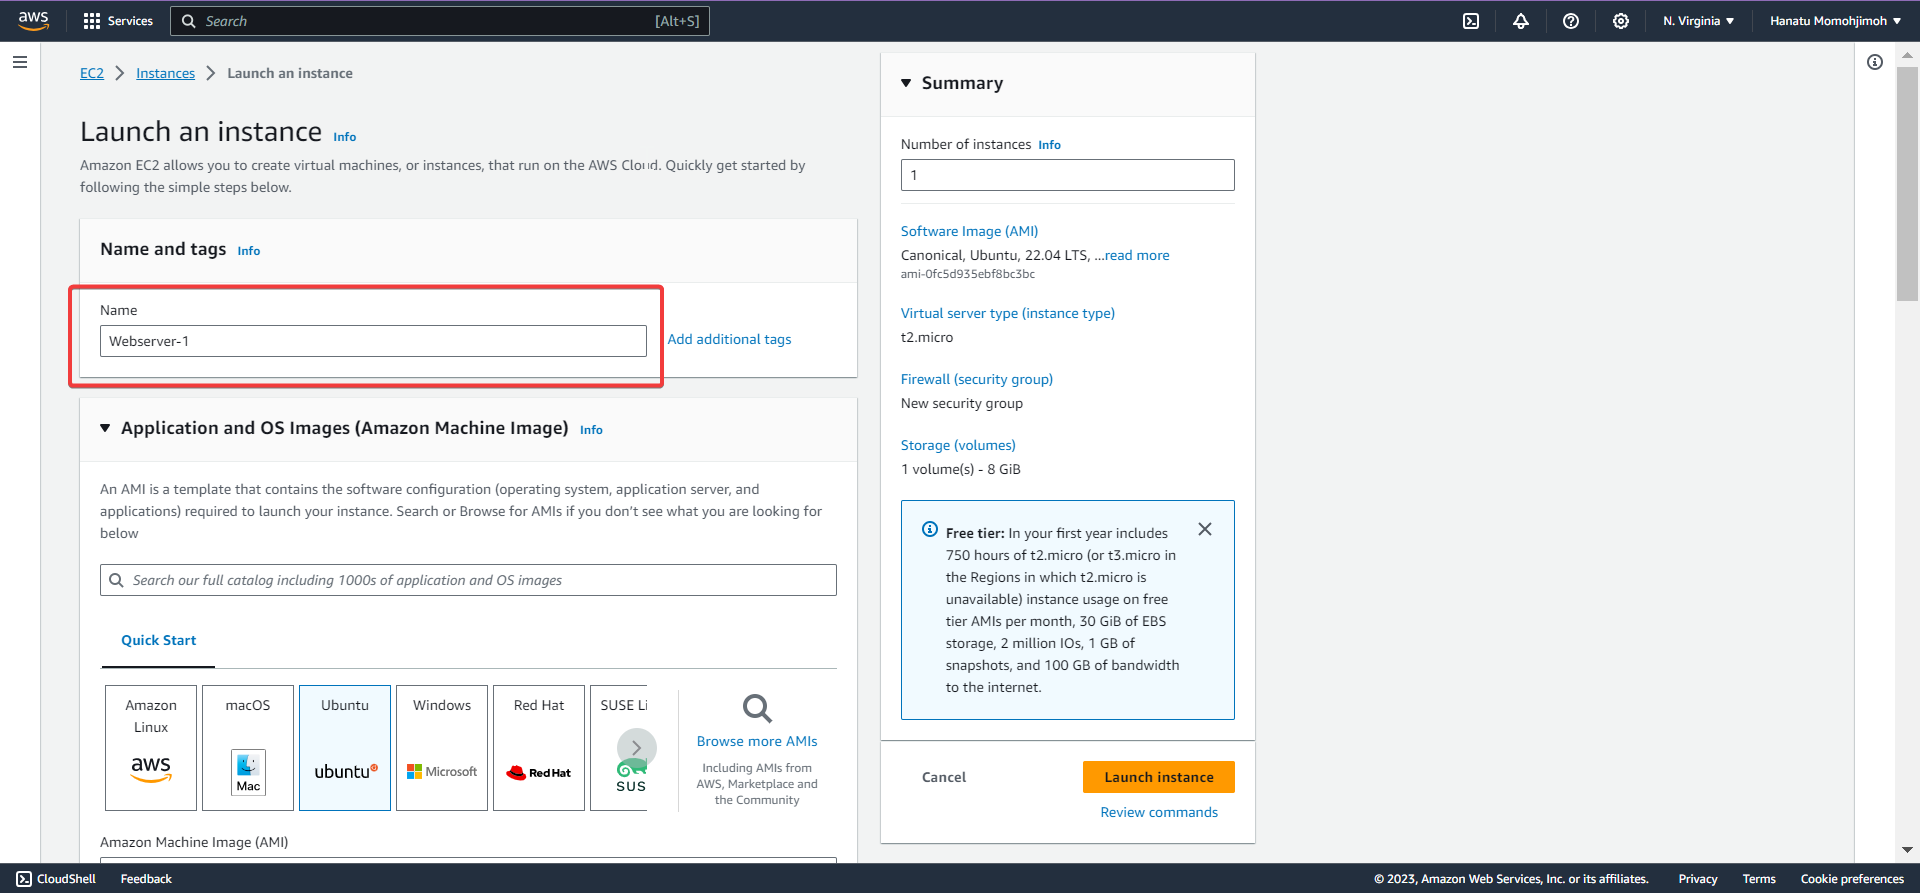 aws
Services
Search
[Alt+S]
N. Virginia
Hanatu Momohjimoh
EC2
Instances
Launch an instance
Launch an instance Info
Amazon EC2 allows you to create virtual machines, or instances, that run on the AWS Cloud. Quickly get started by
following the simple steps below.
Name and tags Info
Name
Webserver-1
Add additional tags
Application and OS Images (Amazon Machine Image) Info
An AMI is a template that contains the software configuration (operating system, application server, and
applications) required to launch your instance. Search or Browse for AMIs if you don't see what you are looking for
below
Search our full catalog including 1000s of application and OS images
Quick Start
Amazon
Linux
aws
macOS
Mac
Ubuntu
ubuntu
Windows
Microsoft
Red Hat
Red Hat
SUSE Li
SUS
Browse more AMIs
Including AMIs from
AWS, Marketplace and
the Community
Amazon Machine Image (AMI)
Summary
Number of instances Info
1
Software Image (AMI)
Canonical, Ubuntu, 22.04 LTS, ...read more
ami-0fc5d935ebf8bc3bc
Virtual server type (instance type)
t2.micro
Firewall (security group)
New security group
Storage (volumes)
1 volume(s) - 8 GiB
Free tier: In your first year includes
750 hours of t2.micro (or t3.micro in
the Regions in which t2.micro is
unavailable) instance usage on free
tier AMIs per month, 30 GiB of EBS
storage, 2 million IOs, 1 GB of
snapshots, and 100 GB of bandwidth
to the internet.
Cancel
Launch instance
Review commands
CloudShell
Feedback
© 2023, Amazon Web Services, Inc. or its affiliates.
Privacy
Terms
Cookie preferences